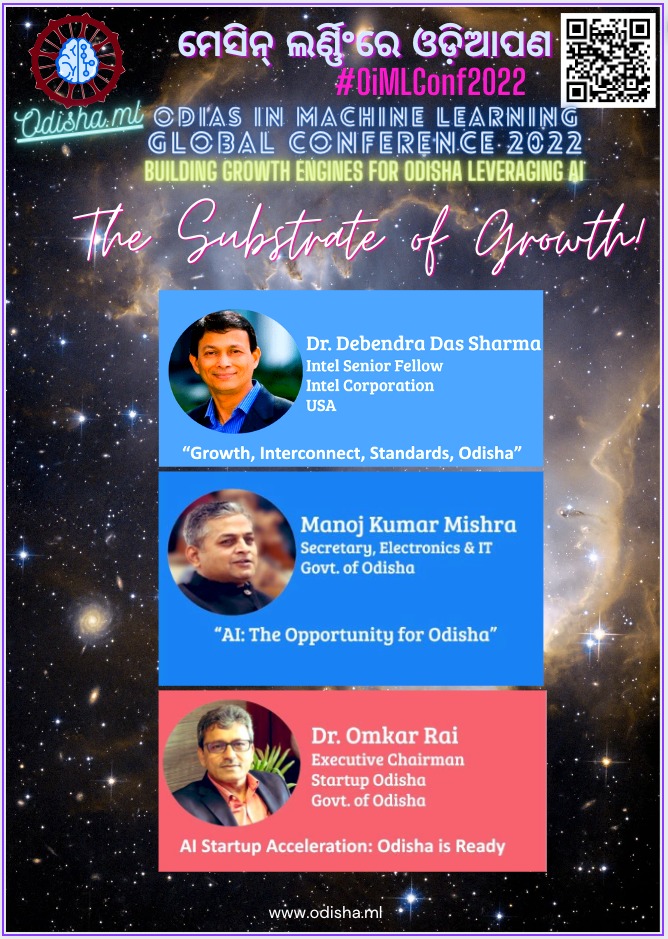 ମେସିନ୍ ଲର୍ଣ୍ଣିଂରେ ଓଡ଼ିଆପଣ
#OiMLConf2022
Odisha.ml
ODIAS IN MACHINE LEARNING
GLOBAL CONFERENCE 2022
BUILDING GROWTH ENGINES FOR ODISHA LEVERAGING AI
The Substrate of Growth!
Dr. Debendra Das Sharma
Intel Senior Fellow
Intel Corporation
USA
“Growth, Interconnect, Standards, Odisha”
Manoj Kumar Mishra
Secretary, Electronics & IT
Govt. of Odisha
“AI: The Opportunity for Odisha”
Dr. Omkar Rai
Executive Chairman
Startup Odisha
Govt. of Odisha
AI Startup Acceleration: Odisha is Ready
www.odisha.ml